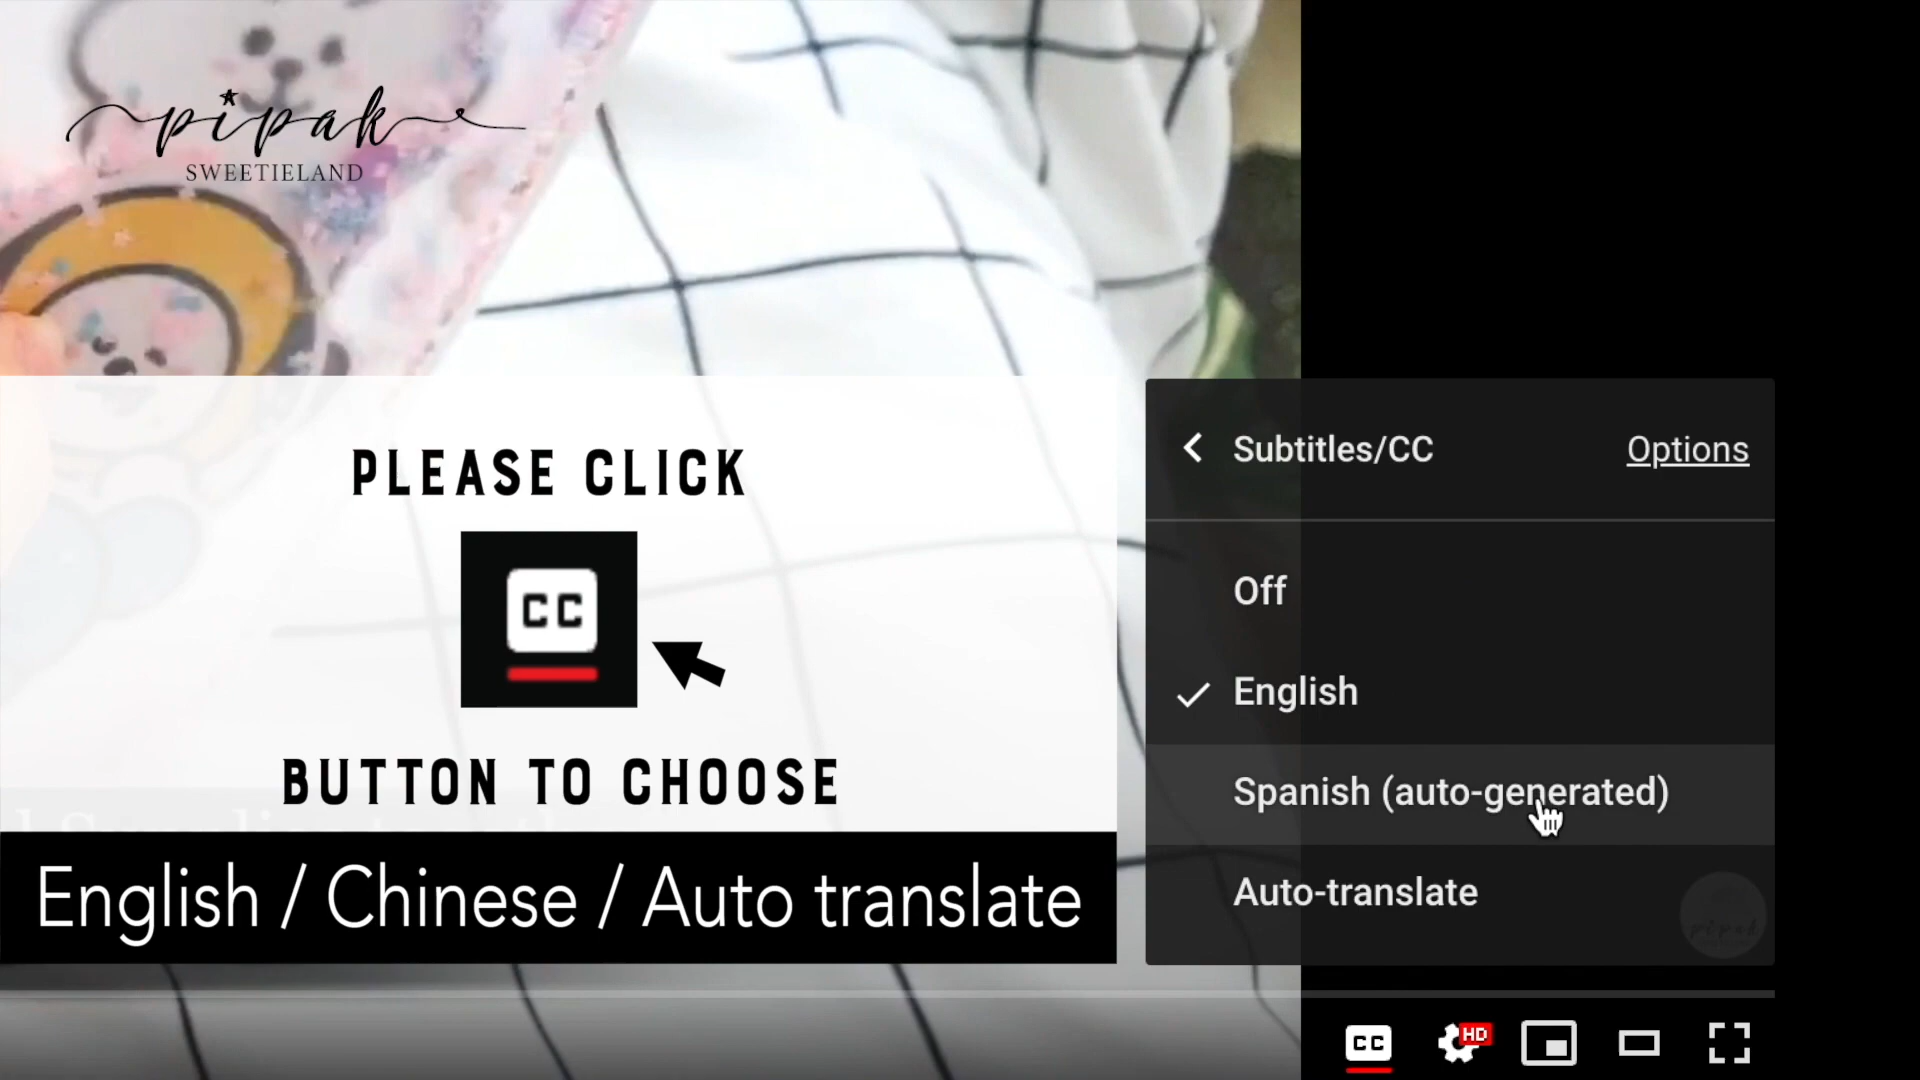 pipak
SWEETIELAND
PLEASE CLICK
CC
BUTTON TO CHOOSE
English / Chinese / Auto translate
Subtitles/CC
Options
Off
English
Spanish (auto-generated)
Auto-translate
pipak
CC
HD